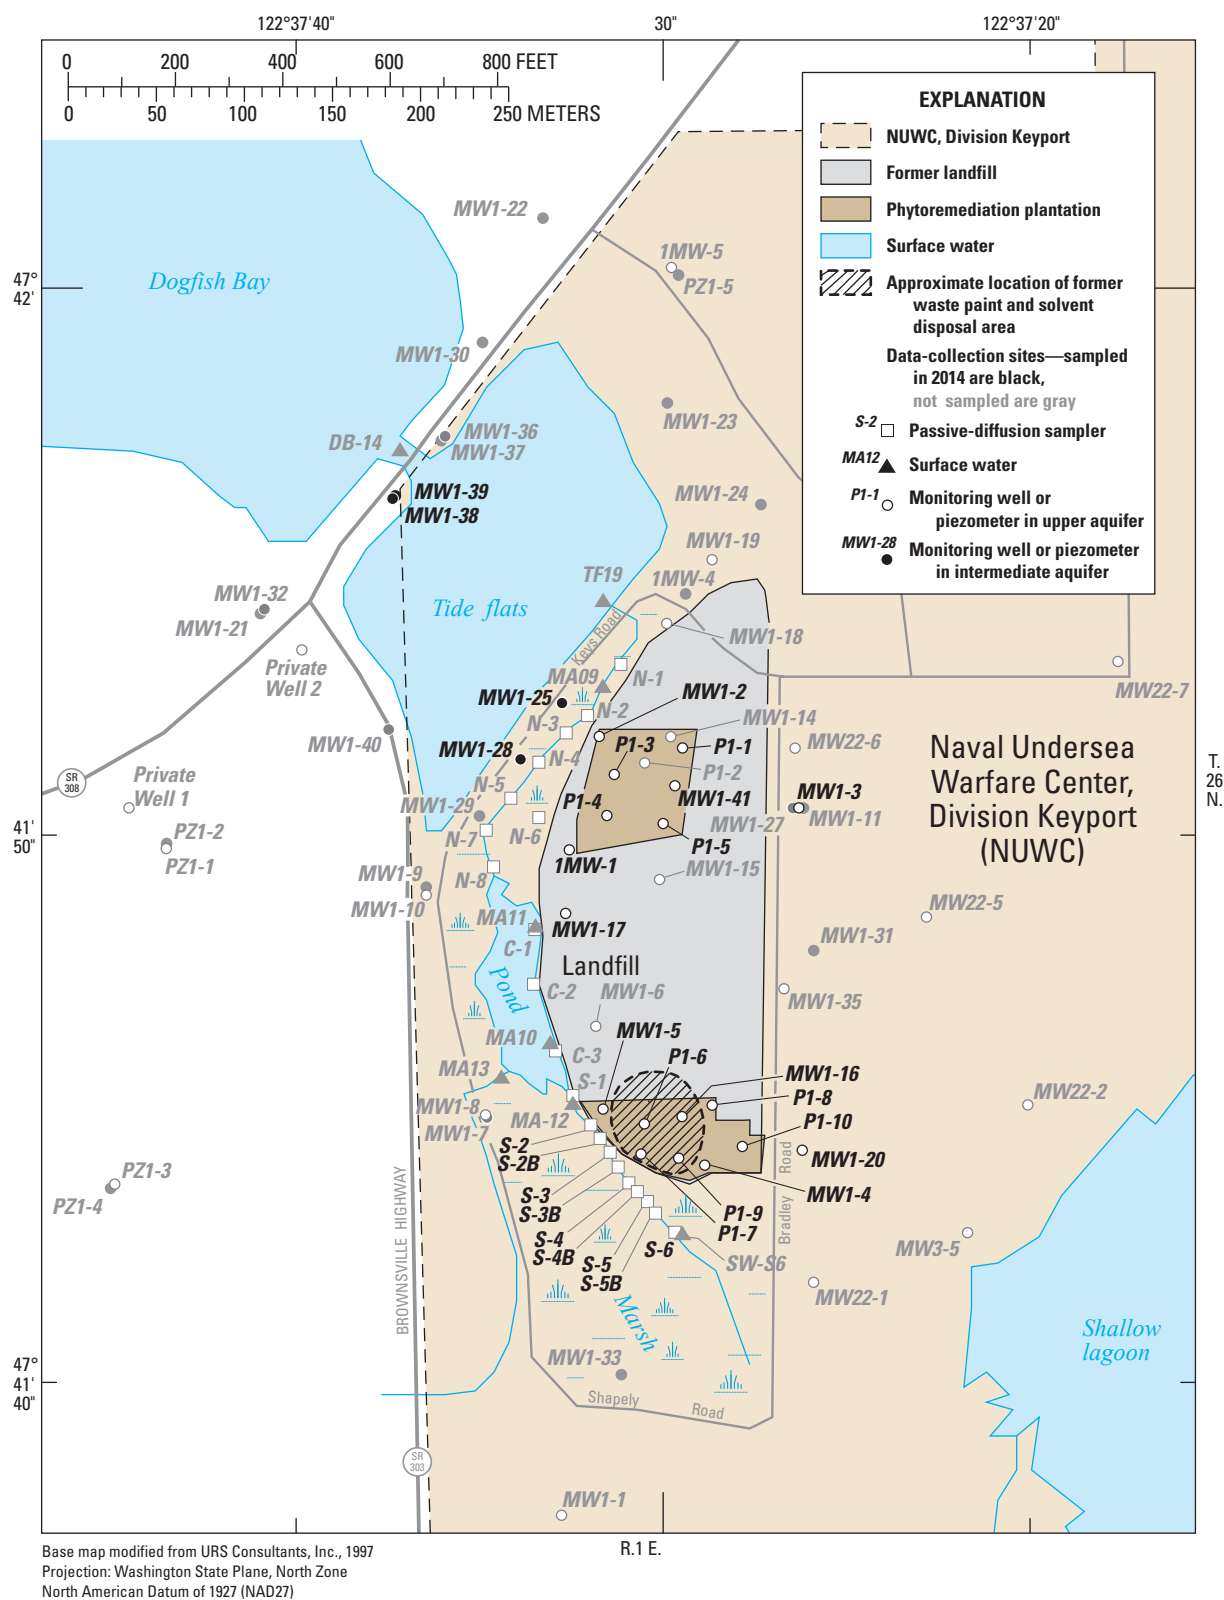 122°37'40"
30"
122°37'20"
0 200 400 600 800 FEET
0 50 100 150 200 250 METERS
EXPLANATION
NUWC, Division Keyport
Former landfill
Phytoremediation plantation
Surface water
Approximate location of former
waste paint and solvent
disposal area
Data-collection sites—sampled
in 2014 are black,
not sampled are gray
S-2 Passive-diffusion sampler
MA12 Surface water
P1-1 Monitoring well or
piezometer in upper aquifer
MW1-28 Monitoring well or piezometer
in intermediate aquifer
MW1-22
1MW-5
PZ1-5
Dogfish Bay
47°
42'
MW1-30
MW1-23
DB-14
MW1-36
MW1-37
MW1-39
MW1-38
MW1-24
MW1-19
TF19
1MW-4
MW1-32
MW1-21
Tide flats
Keys Road
MW1-18
Private
Well 2
MA09
N-1
MW22-7
MW1-25
MW1-2
N-2
N-3
MW1-14
MW1-40
P1-3
P1-1
MW22-6
MW1-28
N-4
P1-2
Naval Undersea
Warfare Center,
Division Keyport
(NUWC)
T.
26
N.
SR
308
Private
Well 1
N-5
MW1-29
P1-4
MW1-41
MW1-3
MW1-27
MW1-11
PZ1-2
PZ1-1
N-7
N-6
P1-5
41'
50"
1MW-1
MW1-15
MW1-9
MW1-10
N-8
MA11
C-1
MW1-17
MW22-5
MW1-31
Landfill
Pond
C-2
MW1-6
MW1-35
MA10
MW1-5
C-3
P1-6
MA13
S-1
MW1-16
MW1-8
MW1-7
MA-12
P1-8
MW22-2
P1-10
S-2
S-2B
MW1-20
PZ1-3
PZ1-4
S-3
S-3B
MW1-4
P1-9
P1-7
Bradley Road
S-4
S-4B
S-6
SW-S6
MW3-5
S-5
S-5B
MW22-1
BROWNSVILLE HIGHWAY
Marsh
Shallow
lagoon
MW1-33
47°
41'
40"
Shapely Road
SR
303
MW1-1
R.1 E.
Base map modified from URS Consultants, Inc., 1997
Projection: Washington State Plane, North Zone
North American Datum of 1927 (NAD27)